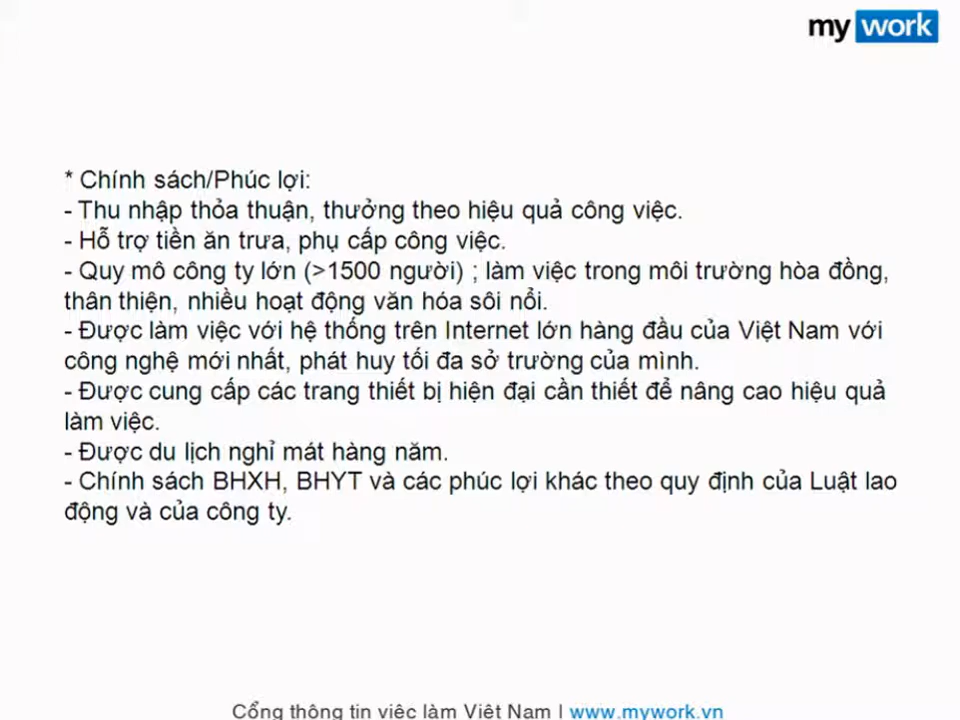 my work
* Chính sách/Phúc lợi:
- Thu nhập thỏa thuận, thưởng theo hiệu quả công việc.
- Hỗ trợ tiền ăn trưa, phụ cấp công việc.
- Quy mô công ty lớn (>1500 người) ; làm việc trong môi trường hòa đồng,
thân thiện, nhiều hoạt động văn hóa sôi nổi.
- Được làm việc với hệ thống trên Internet lớn hàng đầu của Việt Nam với
công nghệ mới nhất, phát huy tối đa sở trường của mình.
- Được cung cấp các trang thiết bị hiện đại cần thiết để nâng cao hiệu quả
làm việc.
- Được du lịch nghỉ mát hàng năm.
- Chính sách BHXH, BHYT và các phúc lợi khác theo quy định của Luật lao
động và của công ty.
Cổng thông tin việc làm Việt Nam | www.mywork.vn